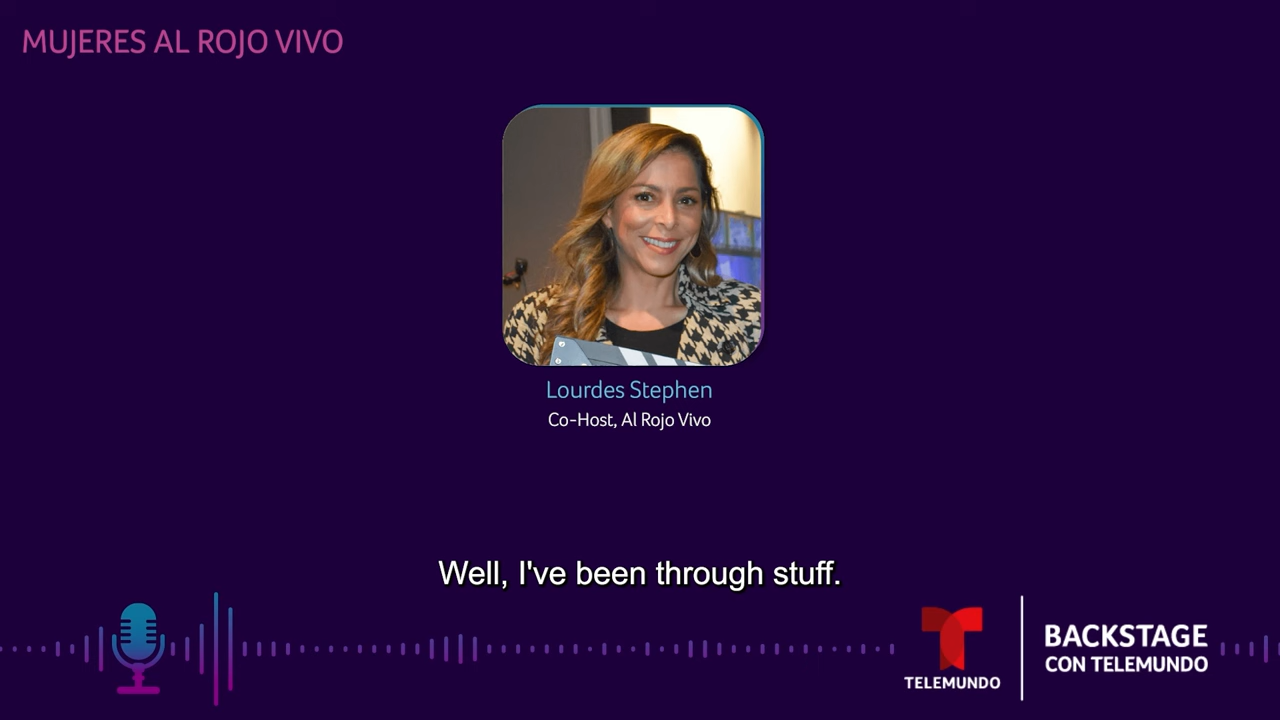 MUJERES AL ROJO VIVO
Lourdes Stephen
Co-Host, Al Rojo Vivo
Well, I've been through stuff.
TELEMUNDO
BACKSTAGE
CON TELEMUNDO